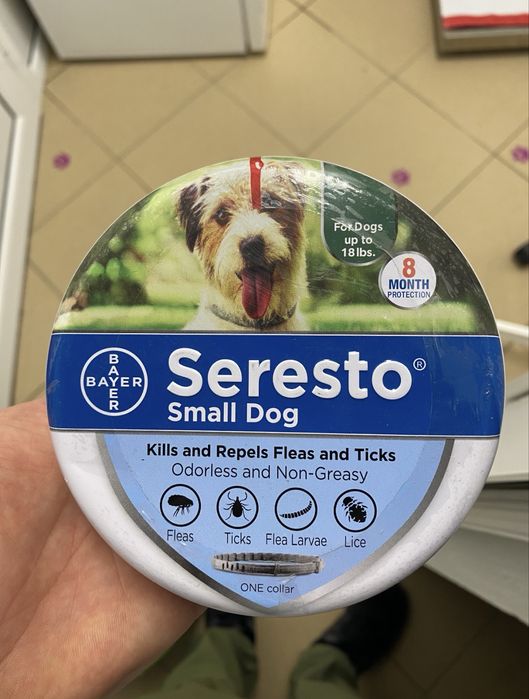 For Dogs
up to
18 lbs.
8
MONTH
PROTECTION
BAYER
BAYER
Seresto®
Small Dog
Kills and Repels Fleas and Ticks
Odorless and Non-Greasy
Fleas
Ticks
Flea Larvae
Lice
ONE collar